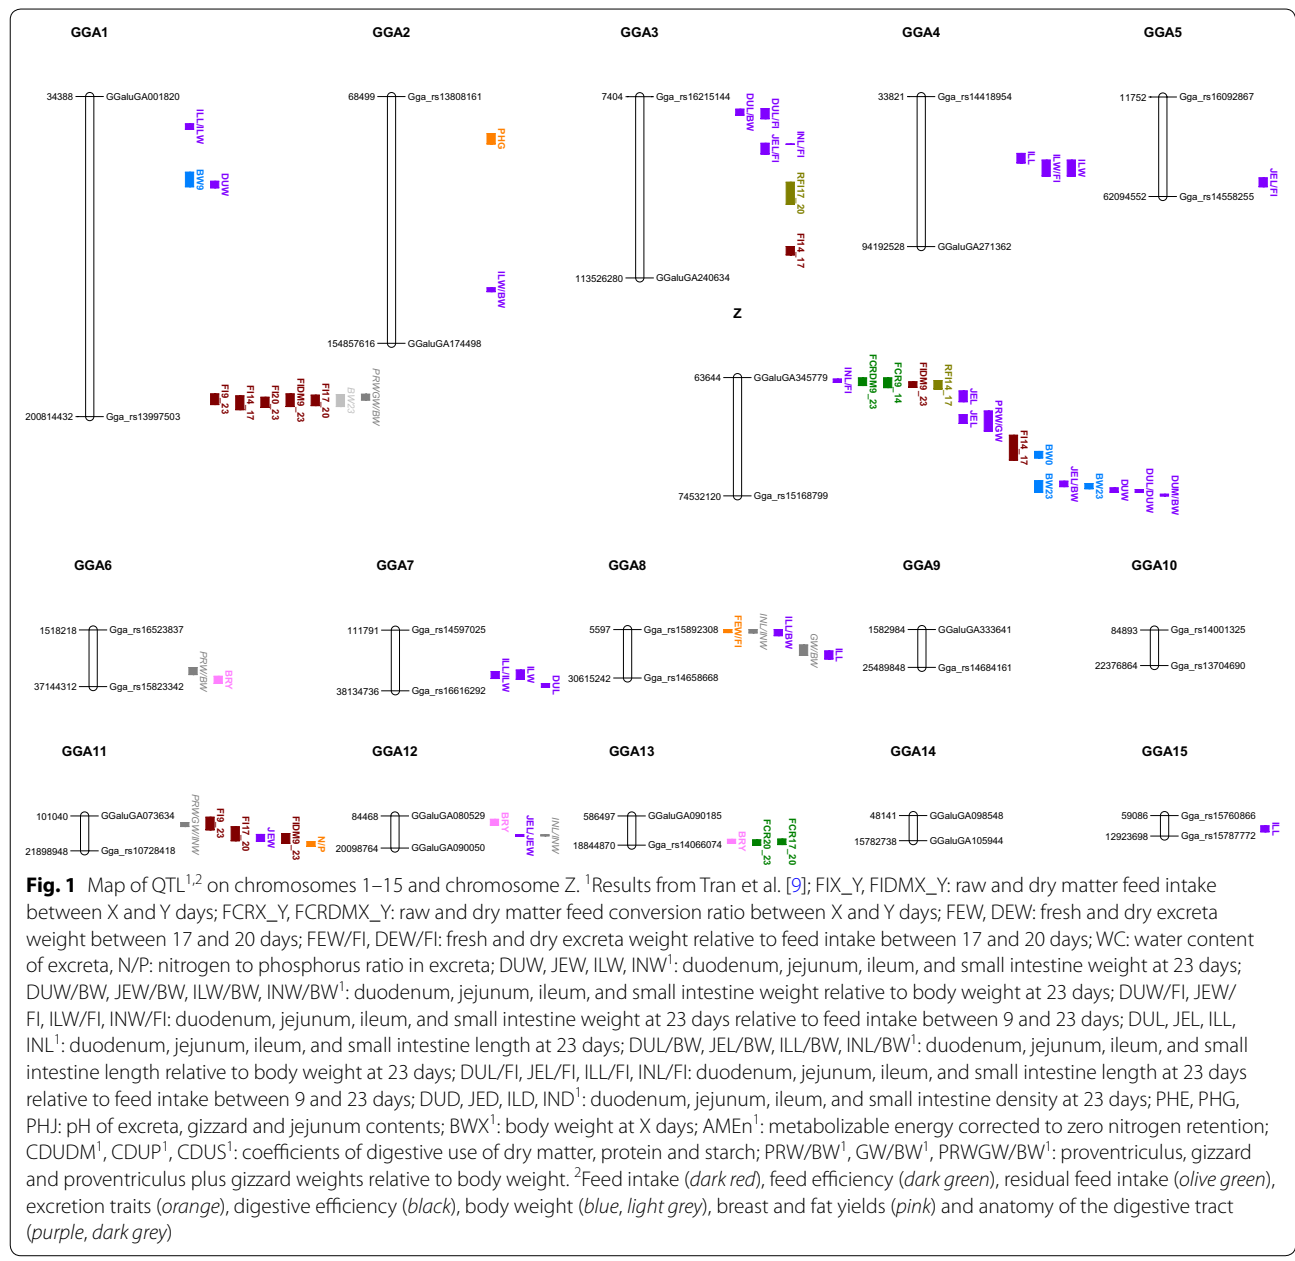 GGA1 GGA2 GGA3 GGA4 GGA5
34388 GGaluGA001820
200814432 Gga_rs13997503
ILL/ILW
BW9
DUW
FI9_23
FI14_17
FI20_23
FIDM9_23
FI17_20
BW23
PRWGW/BW
68499 Gga_rs13808161
154857616 GGaluGA174498
PHG
ILW/BW
7404 Gga_rs16215144
113526280 GGaluGA240634
DUL/BW
DUL/FI
JEL/FI
INL/FI
RFI17_20
FI14_17
33821 Gga_rs14418954
94192528 GGaluGA271362
ILL
ILW/FI
ILW
11752 Gga_rs16092867
62094552 Gga_rs14558255
JEL/FI
Z
63644 GGaluGA345779
74532120 Gga_rs15168799
INL/FI
FCRDM9_23
FCR9_14
FIDM9_23
RFI14_17
JEL
JEL
PRW/GW
FI14_17
BW0
BW23
JEL/BW
BW23
DUW
DUL/DUW
DUM/BW
GGA6 GGA7 GGA8 GGA9 GGA10
1518218 Gga_rs16523837
37144312 Gga_rs15823342
PRW/BW
BRY
111791 Gga_rs14597025
38134736 Gga_rs16616292
ILL/ILW
ILW
DUL
5597 Gga_rs15892308
30615242 Gga_rs14658668
FEW/FI
INL/INW
ILL/BW
GW/BW
ILL
1582984 GGaluGA333641
25489848 Gga_rs14684161
84893 Gga_rs14001325
22376864 Gga_rs13704690
GGA11 GGA12 GGA13 GGA14 GGA15
101040 GGaluGA073634
21898948 Gga_rs10728418
PRWGW/INW
FI9_23
FI17_20
JEW
FIDM9_23
N/P
84468 GGaluGA080529
20098764 GGaluGA090050
BRY
JEL/JEW
INL/INW
586497 GGaluGA090185
18844870 Gga_rs14066074
BRY
FCR20_23
FCR17_20
48141 GGaluGA098548
15782738 GGaluGA105944
59086 Gga_rs15760866
12923698 Gga_rs15787772
ILL
Fig. 1 Map of QTL1,2 on chromosomes 1–15 and chromosome Z. 1Results from Tran et al. [9]; FIX_Y, FIDMX_Y: raw and dry matter feed intake
between X and Y days; FCRX_Y, FCRDMX_Y: raw and dry matter feed conversion ratio between X and Y days; FEW, DEW: fresh and dry excreta
weight between 17 and 20 days; FEW/FI, DEW/FI: fresh and dry excreta weight relative to feed intake between 17 and 20 days; WC: water content
of excreta, N/P: nitrogen to phosphorus ratio in excreta; DUW, JEW, ILW, INW1: duodenum, jejunum, ileum, and small intestine weight at 23 days;
DUW/BW, JEW/BW, ILW/BW, INW/BW1: duodenum, jejunum, ileum, and small intestine weight relative to body weight at 23 days; DUW/FI, JEW/
FI, ILW/FI, INW/FI: duodenum, jejunum, ileum, and small intestine weight at 23 days relative to feed intake between 9 and 23 days; DUL, JEL, ILL,
INL1: duodenum, jejunum, ileum, and small intestine length at 23 days; DUL/BW, JEL/BW, ILL/BW, INL/BW1: duodenum, jejunum, ileum, and small
intestine length relative to body weight at 23 days; DUL/FI, JEL/FI, ILL/FI, INL/FI: duodenum, jejunum, ileum, and small intestine length at 23 days
relative to feed intake between 9 and 23 days; DUD, JED, ILD, IND1: duodenum, jejunum, ileum, and small intestine density at 23 days; PHE, PHG,
PHJ: pH of excreta, gizzard and jejunum contents; BWX1: body weight at X days; AMEn1: metabolizable energy corrected to zero nitrogen retention;
CDUDM1, CDUP1, CDUS1: coefficients of digestive use of dry matter, protein and starch; PRW/BW1, GW/BW1, PRWGW/BW1: proventriculus, gizzard
and proventriculus plus gizzard weights relative to body weight. 2Feed intake (dark red), feed efficiency (dark green), residual feed intake (olive green),
excretion traits (orange), digestive efficiency (black), body weight (blue, light grey), breast and fat yields (pink) and anatomy of the digestive tract
(purple, dark grey)